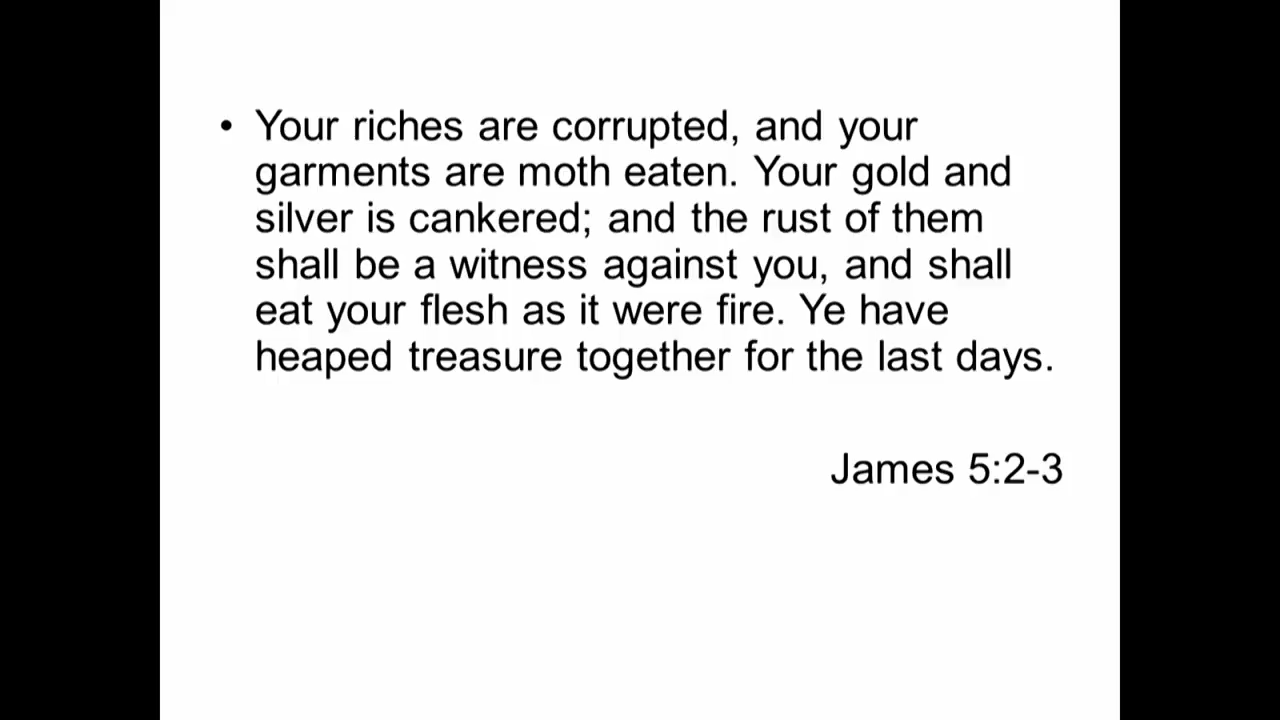 • Your riches are corrupted, and your
garments are moth eaten. Your gold and
silver is cankered; and the rust of them
shall be a witness against you, and shall
eat your flesh as it were fire. Ye have
heaped treasure together for the last days.
James 5:2-3